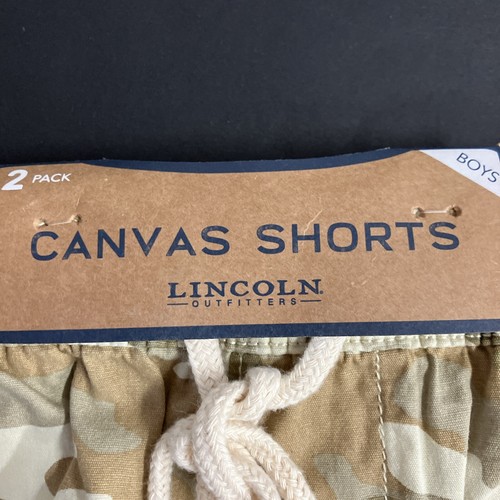 2 PACK
BOYS
CANVAS SHORTS
LINCOLN
OUTFITTERS